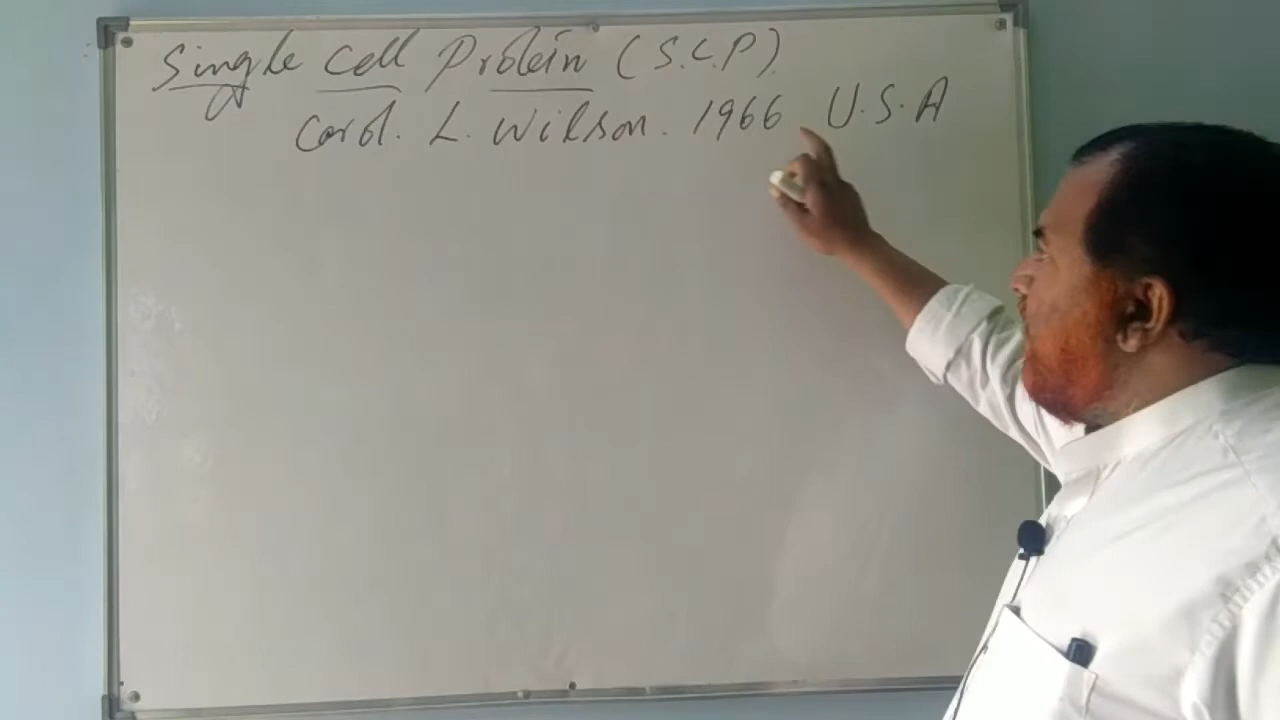 Single Cell Protein (S.C.P).
Carol. L. Wilson. 1966 U.S.A